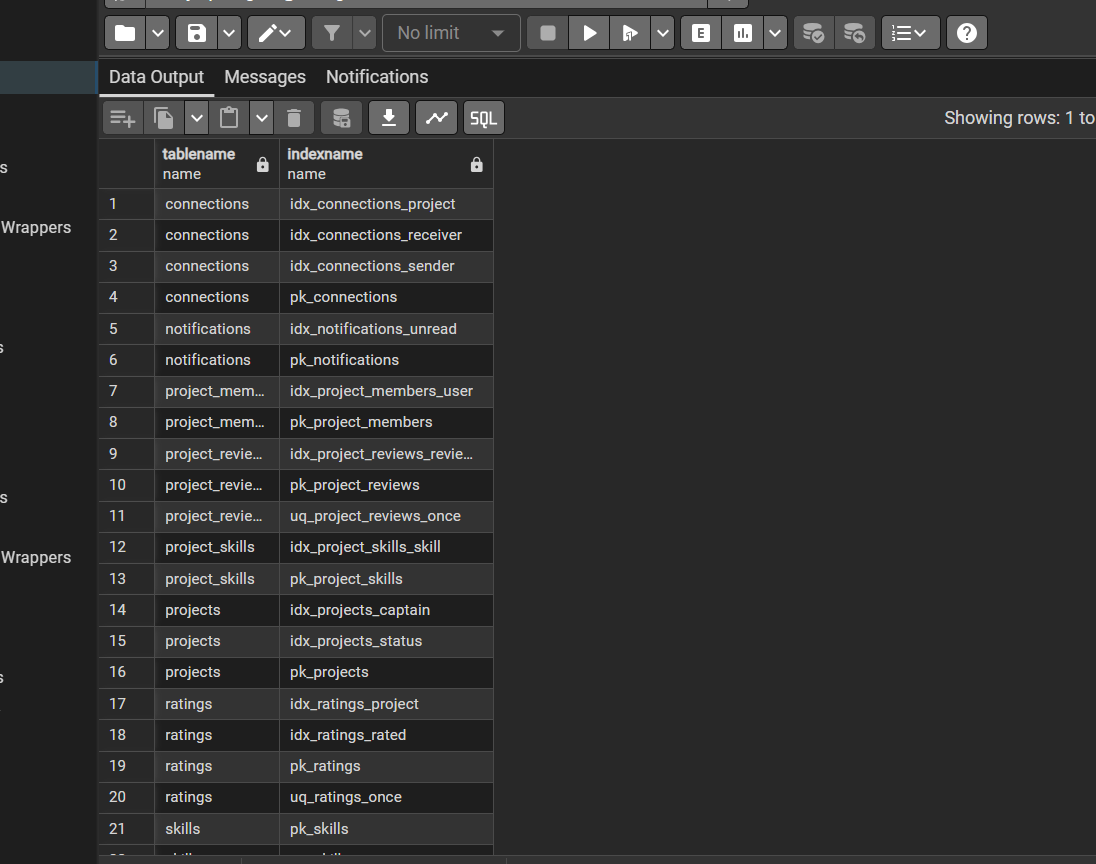 No limit
E
Data Output Messages Notifications
SQL
Showing rows: 1 to
tablename indexname
name name
1 connections idx_connections_project
2 connections idx_connections_receiver
3 connections idx_connections_sender
4 connections pk_connections
5 notifications idx_notifications_unread
6 notifications pk_notifications
7 project_mem... idx_project_members_user
8 project_mem... pk_project_members
9 project_revie... idx_project_reviews_revie...
10 project_revie... pk_project_reviews
11 project_revie... uq_project_reviews_once
12 project_skills idx_project_skills_skill
13 project_skills pk_project_skills
14 projects idx_projects_captain
15 projects idx_projects_status
16 projects pk_projects
17 ratings idx_ratings_project
18 ratings idx_ratings_rated
19 ratings pk_ratings
20 ratings uq_ratings_once
21 skills pk_skills
s
Wrappers
s
s
Wrappers
s